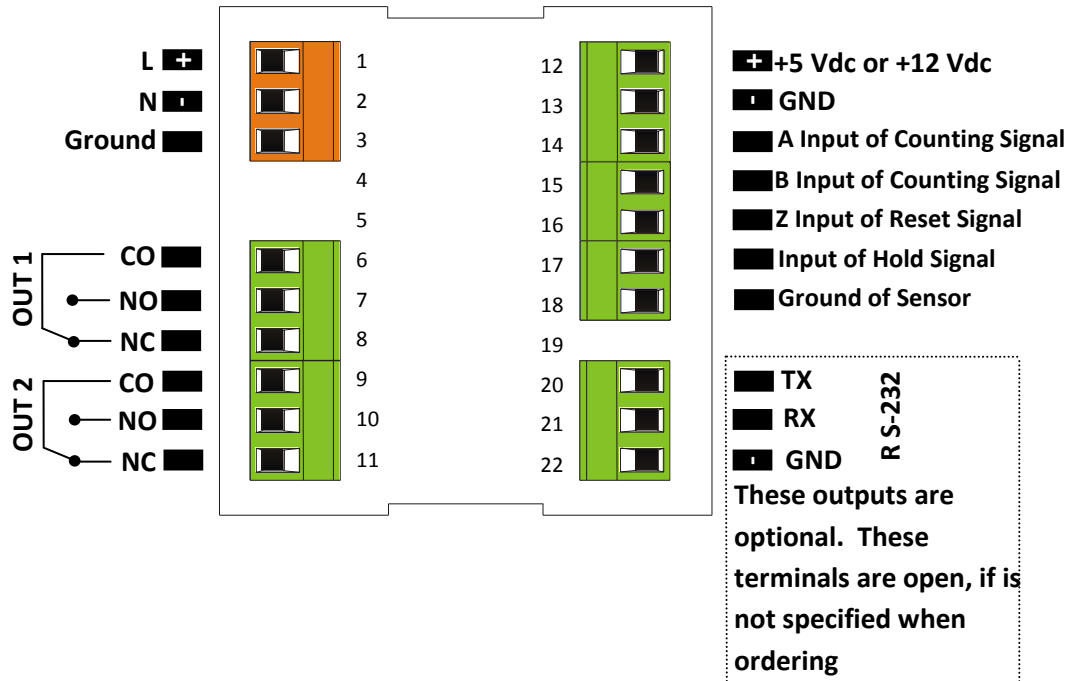 L +
N -
Ground
1
2
3
4
5
OUT 1
CO
NO
NC
6
7
8
OUT 2
CO
NO
NC
9
10
11
12
13
14
15
16
17
18
19
20
21
22
+ +5 Vdc or +12 Vdc
- GND
A Input of Counting Signal
B Input of Counting Signal
Z Input of Reset Signal
Input of Hold Signal
Ground of Sensor
TX
RX
- GND
R S-232
These outputs are
optional. These
terminals are open, if is
not specified when
ordering